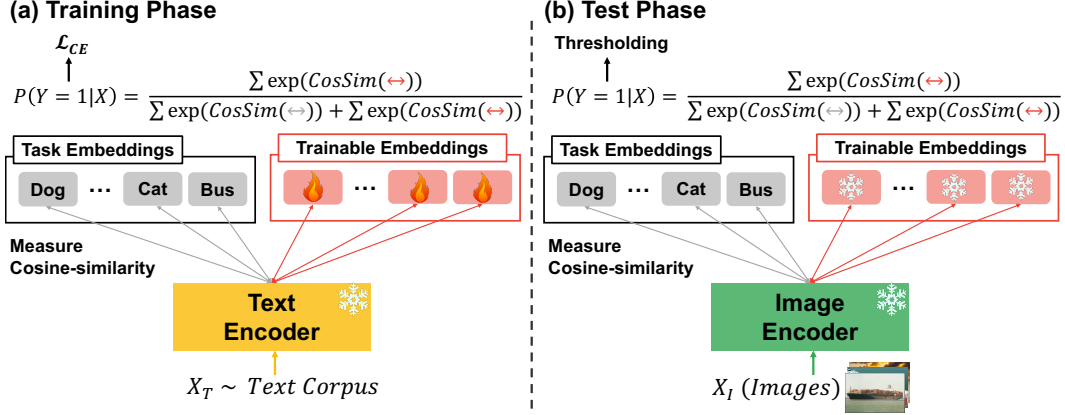 (a) Training Phase
ℒ_CE
P(Y = 1|X) = ∑ exp(CosSim(↔)) / ∑ exp(CosSim(↔)) + ∑ exp(CosSim(↔))
Task Embeddings
Dog ... Cat Bus
Trainable Embeddings
...
Measure
Cosine-similarity
Text
Encoder
X_T ~ Text Corpus
(b) Test Phase
Thresholding
P(Y = 1|X) = ∑ exp(CosSim(↔)) / ∑ exp(CosSim(↔)) + ∑ exp(CosSim(↔))
Task Embeddings
Dog ... Cat Bus
Trainable Embeddings
...
Measure
Cosine-similarity
Image
Encoder
X_I (Images)